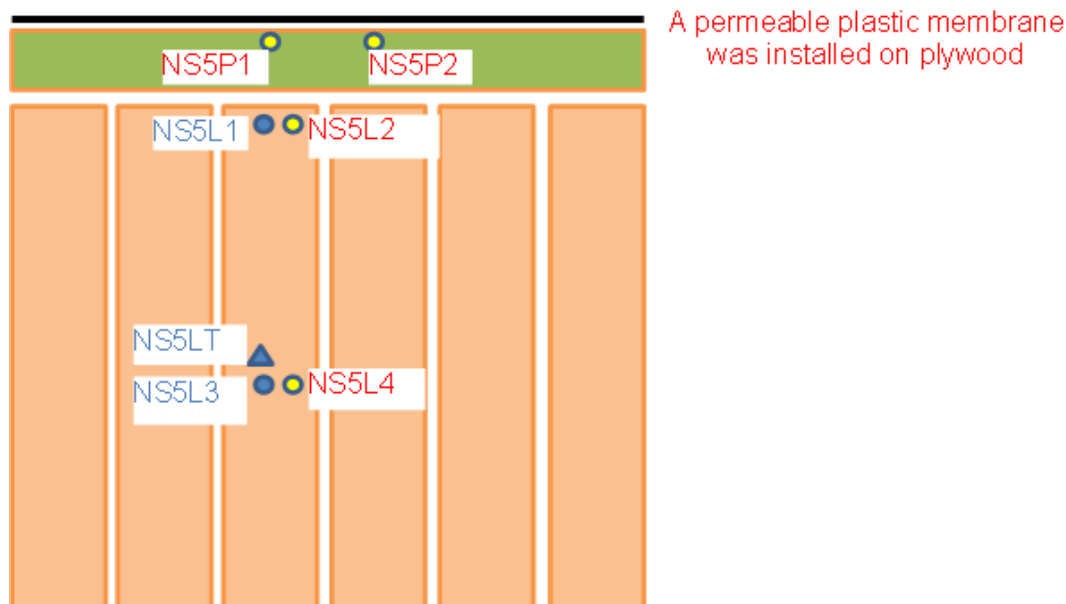 A permeable plastic membrane
was installed on plywood
NS5P1
NS5P2
NS5L1
NS5L2
NS5LT
NS5L3
NS5L4